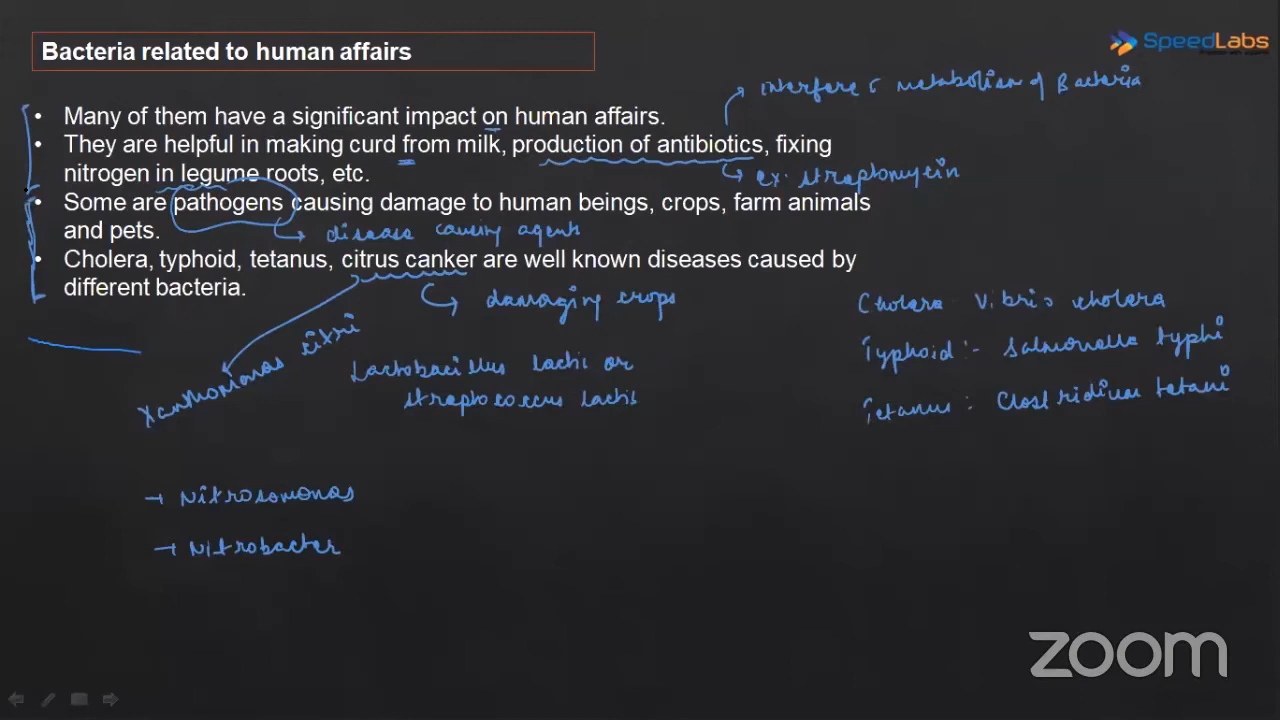 Bacteria related to human affairs
SpeedLabs
interfere c metabolism of Bacteria
• Many of them have a significant impact on human affairs.
• They are helpful in making curd from milk, production of antibiotics, fixing
nitrogen in legume roots, etc.
ex. streptomycin
• Some are pathogens causing damage to human beings, crops, farm animals
and pets.
disease causing agents
• Cholera, typhoid, tetanus, citrus canker are well known diseases caused by
different bacteria.
damaging crops
Cholera : Vibrio cholera
Typhoid :- Salmonella typhi
Tetanus : Clostridium tetani
Xanthomonas citri
Lactobacillus lacti or
streptococcus lactis
→ Nitrosomonas
→ Nitrobacter
zoom